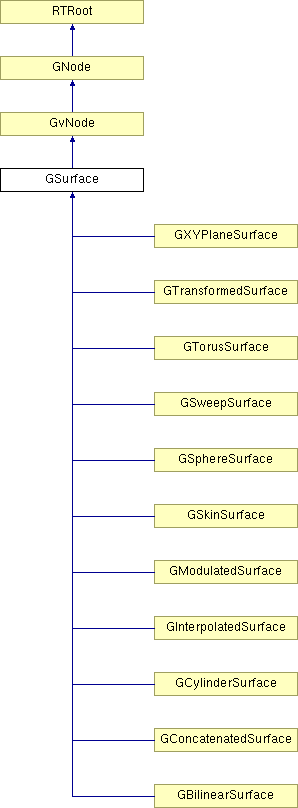 RTRoot
GNode
GvNode
GSurface
GXYPlaneSurface
GTransformedSurface
GTorusSurface
GSweepSurface
GSphereSurface
GSkinSurface
GModulatedSurface
GInterpolatedSurface
GCylinderSurface
GConcatenatedSurface
GBilinearSurface